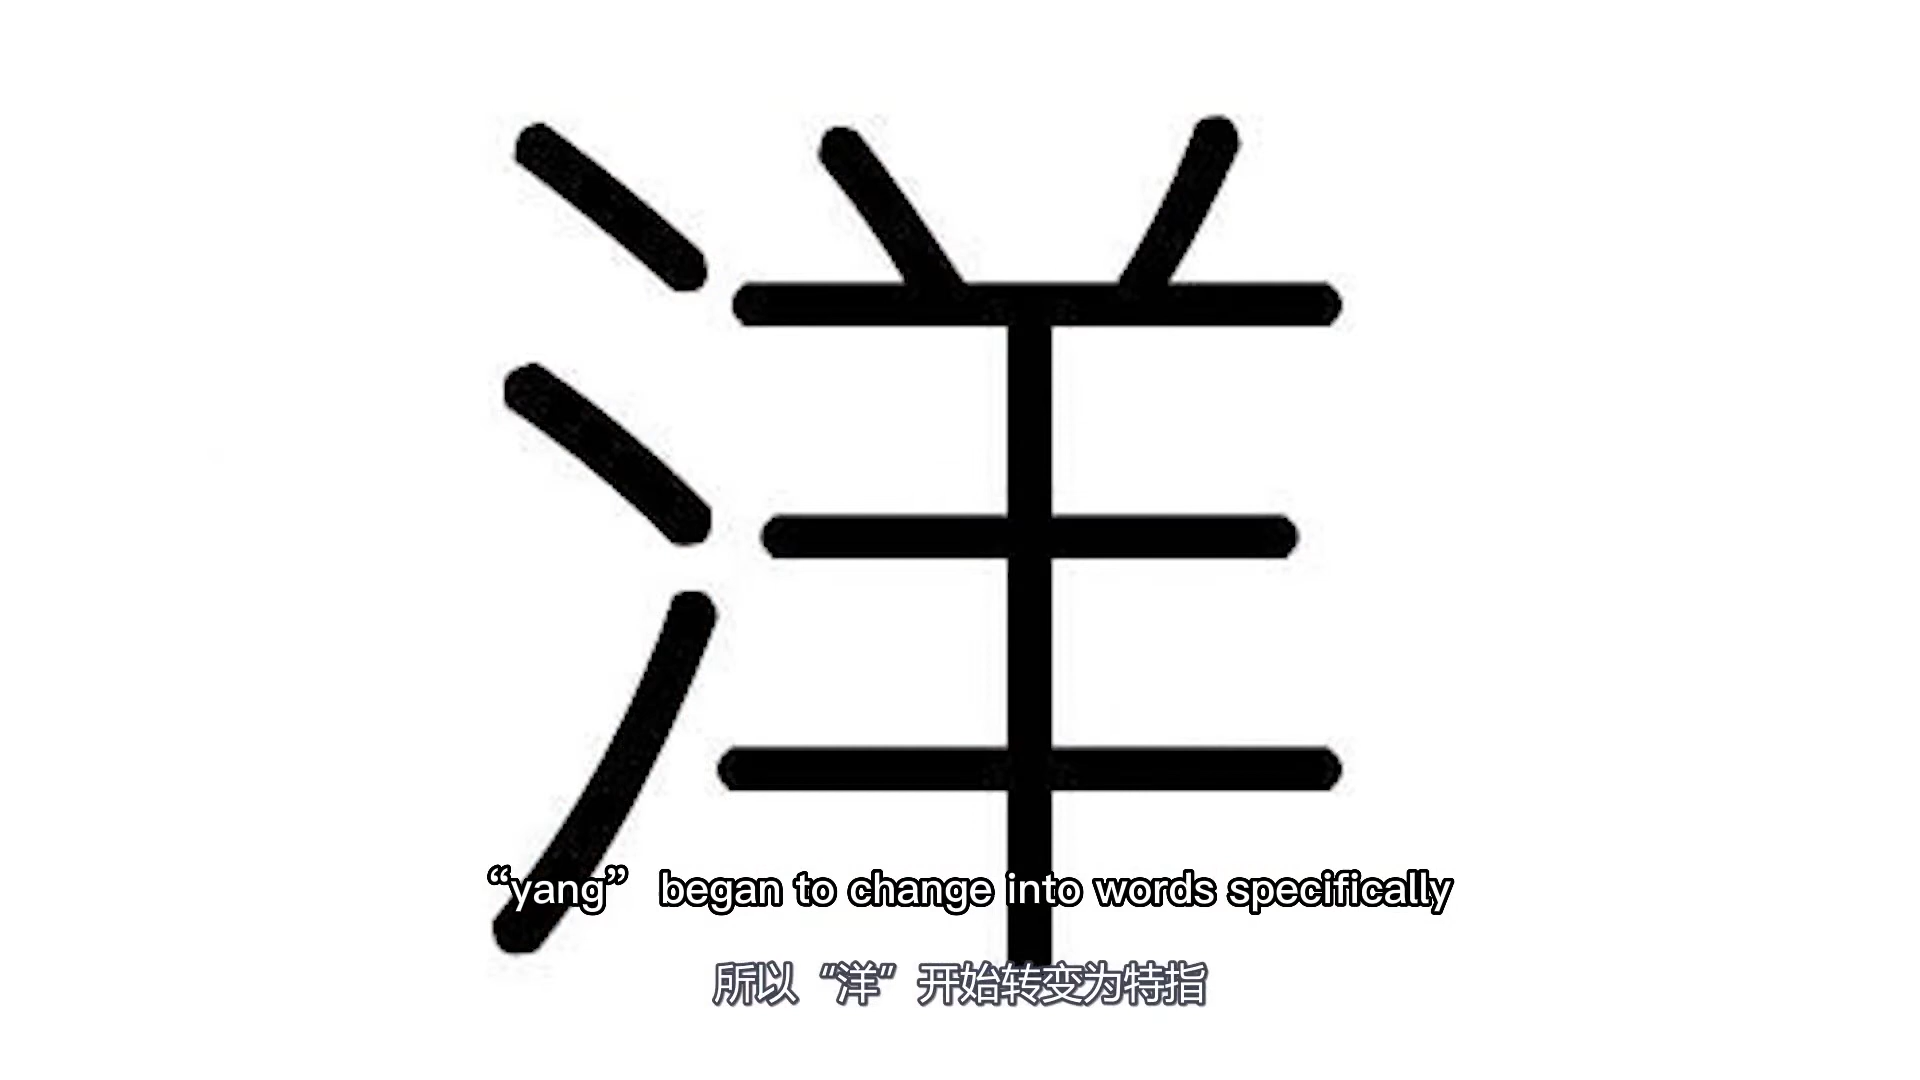 洋
“yang” began to change into words specifically
所以“洋”开始转变为特指